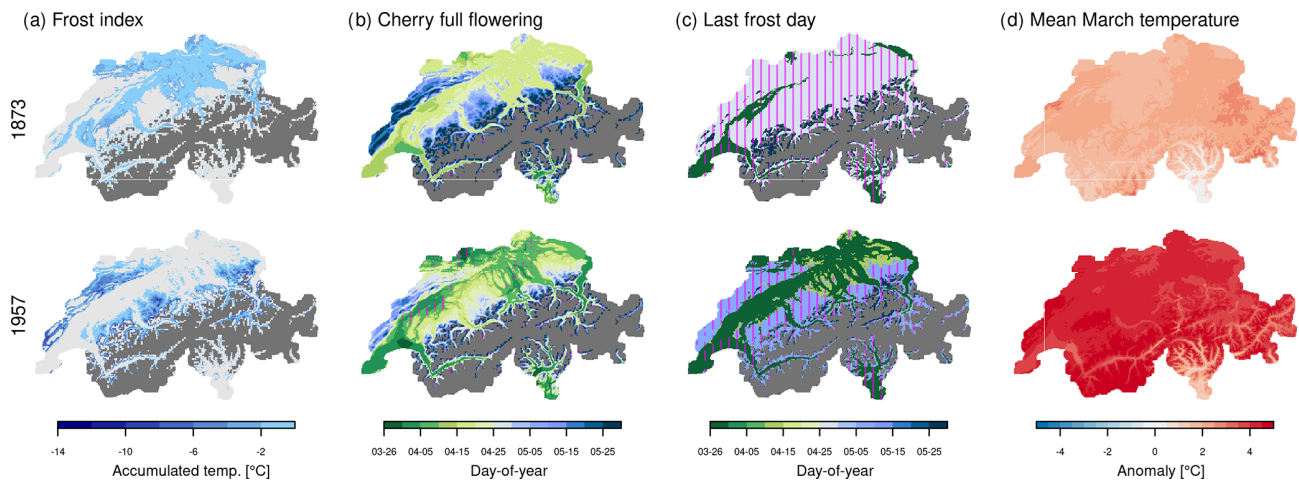 (a) Frost index
(b) Cherry full flowering
(c) Last frost day
(d) Mean March temperature
1873
1957
-14 -10 -6 -2
Accumulated temp. [°C]
03-26 04-05 04-15 04-25 05-05 05-15 05-25
Day-of-year
03-26 04-05 04-15 04-25 05-05 05-15 05-25
Day-of-year
-4 -2 0 2 4
Anomaly [°C]